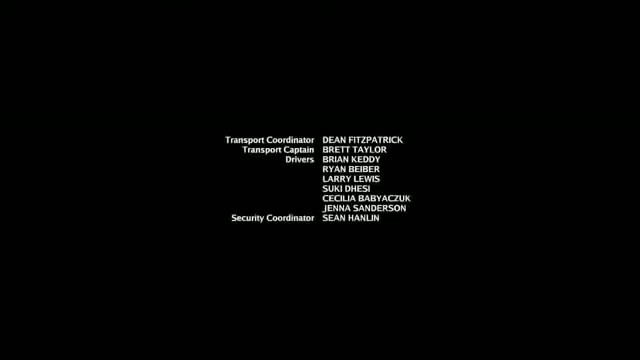 Transport Coordinator DEAN FITZPATRICK
Transport Captain BRETT TAYLOR
Drivers BRIAN KEDDY
RYAN BEIBER
LARRY LEWIS
SUKI DHESI
CECILIA BABYACZUK
JENNA SANDERSON
Security Coordinator SEAN HANLIN